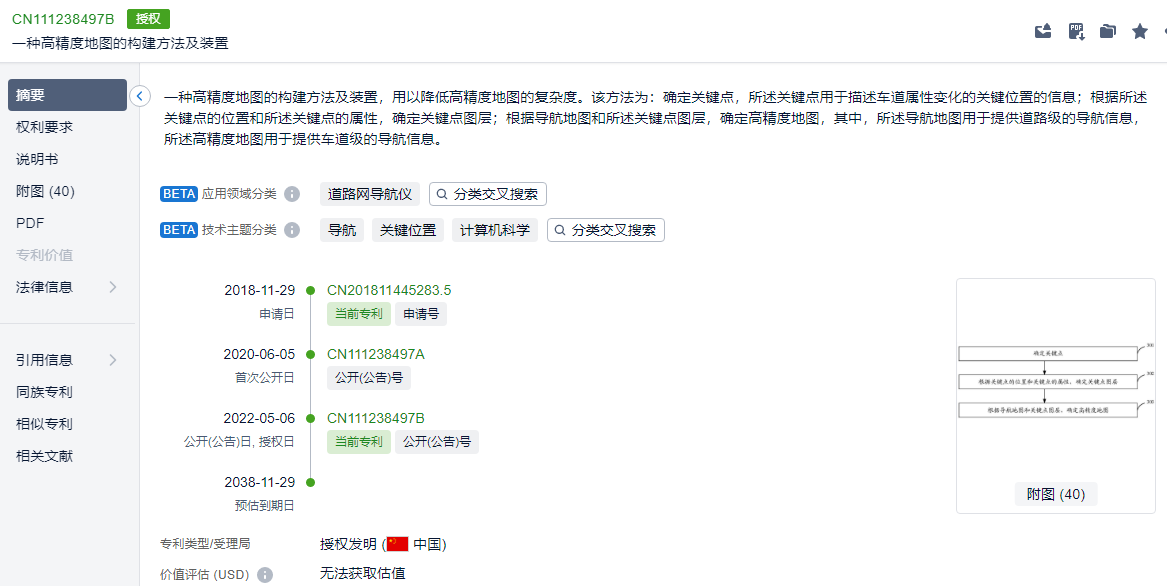 CN111238497B 授权
一种高精度地图的构建方法及装置
摘要
权利要求
说明书
附图 (40)
PDF
专利价值
法律信息
引用信息
同族专利
相似专利
相关文献
一种高精度地图的构建方法及装置，用以降低高精度地图的复杂度。该方法为：确定关键点，所述关键点用于描述车道属性变化的关键位置的信息；根据所述
关键点的位置和所述关键点的属性，确定关键点图层；根据导航地图和所述关键点图层，确定高精度地图，其中，所述导航地图用于提供道路级的导航信息，
所述高精度地图用于提供车道级的导航信息。
BETA 应用领域分类 道路网导航仪 分类交叉搜索
BETA 技术主题分类 导航 关键位置 计算机科学 分类交叉搜索
2018-11-29 CN201811445283.5
申请日 当前专利 申请号
2020-06-05 CN111238497A
首次公开日 公开(公告)号
2022-05-06 CN111238497B
公开(公告)日, 授权日 当前专利 公开(公告)号
2038-11-29
预估到期日
确定关键点
根据关键点的位置和关键点的属性，确定关键点图层
根据导航地图和关键点图层，确定高精度地图
附图 (40)
专利类型/受理局 授权发明 ( 中国)
价值评估 (USD) 无法获取估值